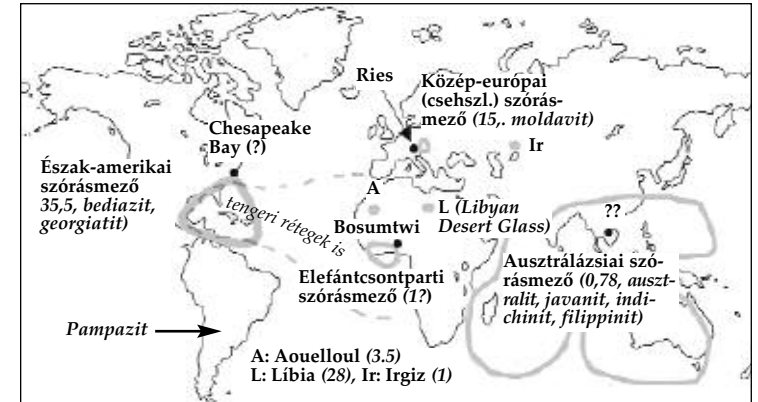 Ries
Közép-európai
(csehszl.) szórás-
mező (15,. moldavit)
Chesapeake
Bay (?)
Ir
Észak-amerikai
szórásmező
35,5, bediazit,
georgiatit)
A
tengeri rétegek is
L (Libyan
Desert Glass)
??
Bosumtwi
Elefántcsontparti
szórásmező (1?)
Ausztrálázsiai szó-
rásmező (0,78, auszt-
ralit, javanit, indi-
chinit, filippinit)
Pampazit
A: Aouelloul (3.5)
L: Líbia (28), Ir: Irgiz (1)